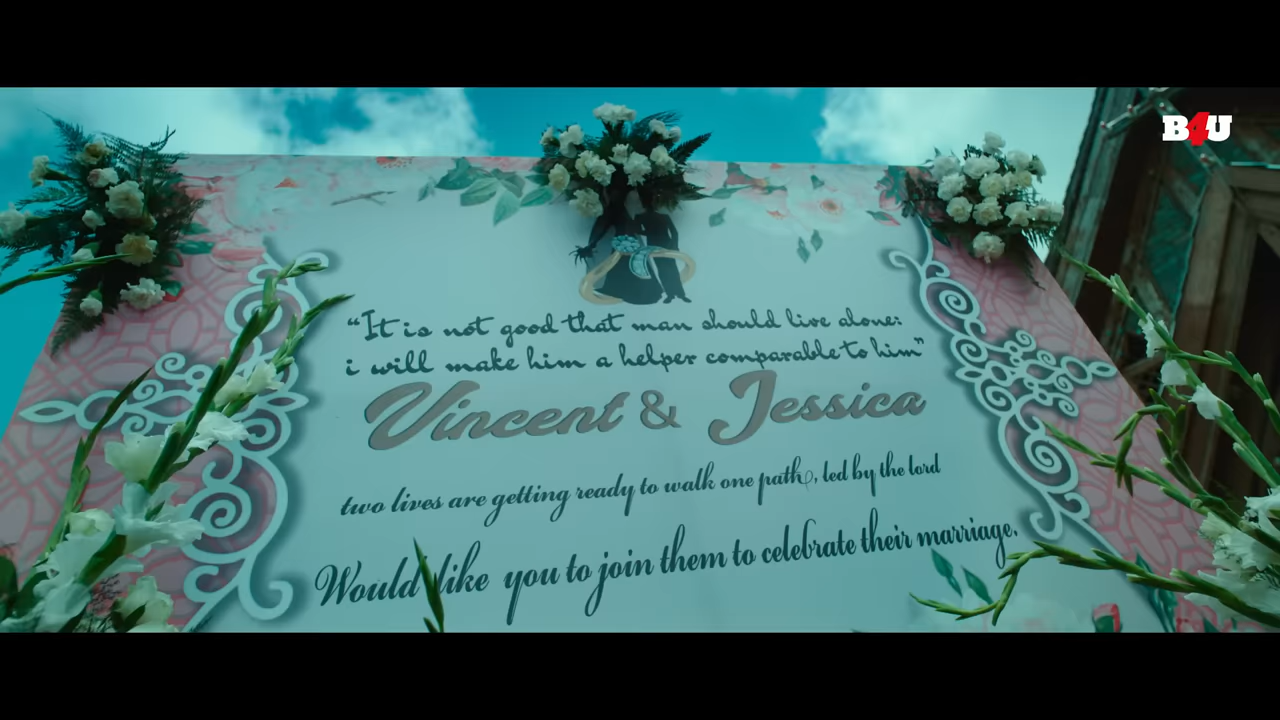 B4U
"It is not good that man should live alone:
i will make him a helper comparable to him"
Vincent & Jessica
two lives are getting ready to walk one path, led by the lord
Would like you to join them to celebrate their marriage.